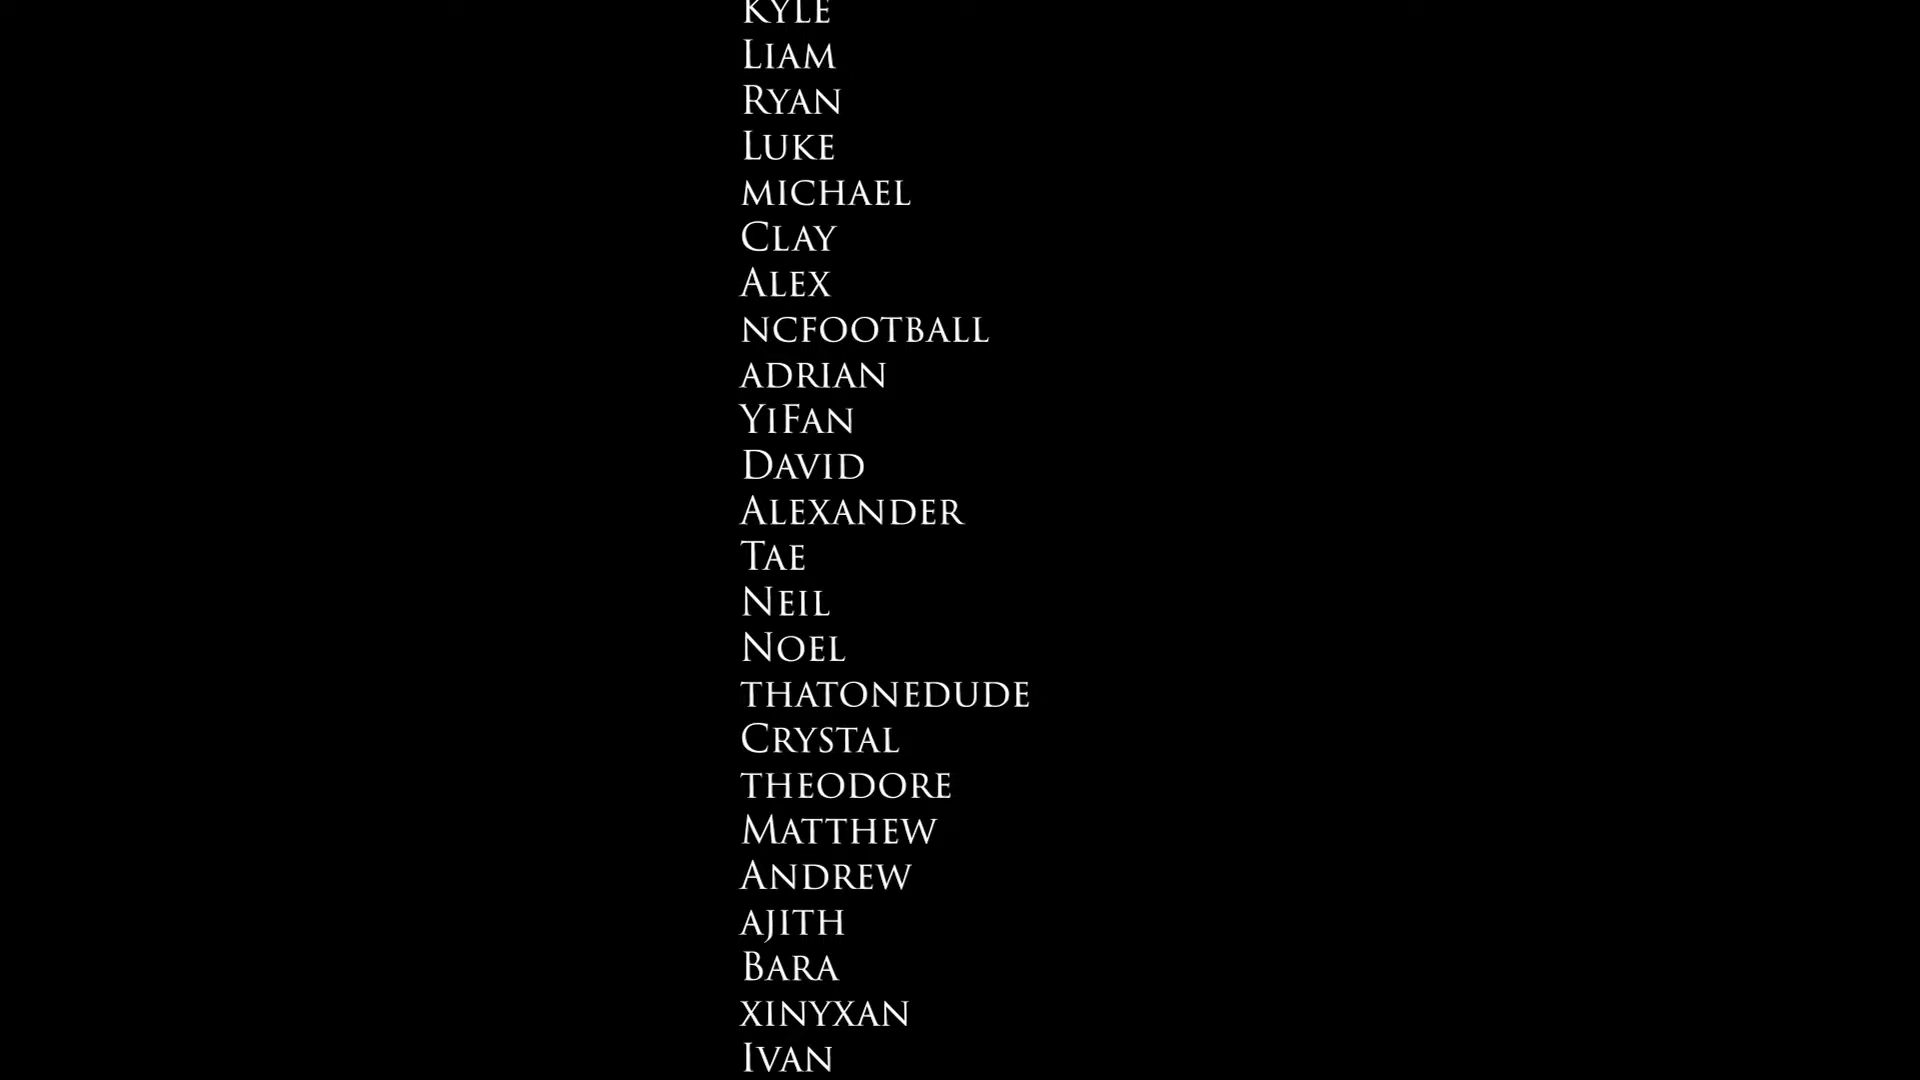 Kyle
Liam
Ryan
Luke
michael
Clay
Alex
ncfootball
adrian
YiFan
David
Alexander
Tae
Neil
Noel
thatonedude
Crystal
theodore
Matthew
Andrew
ajith
Bara
xinyxan
Ivan